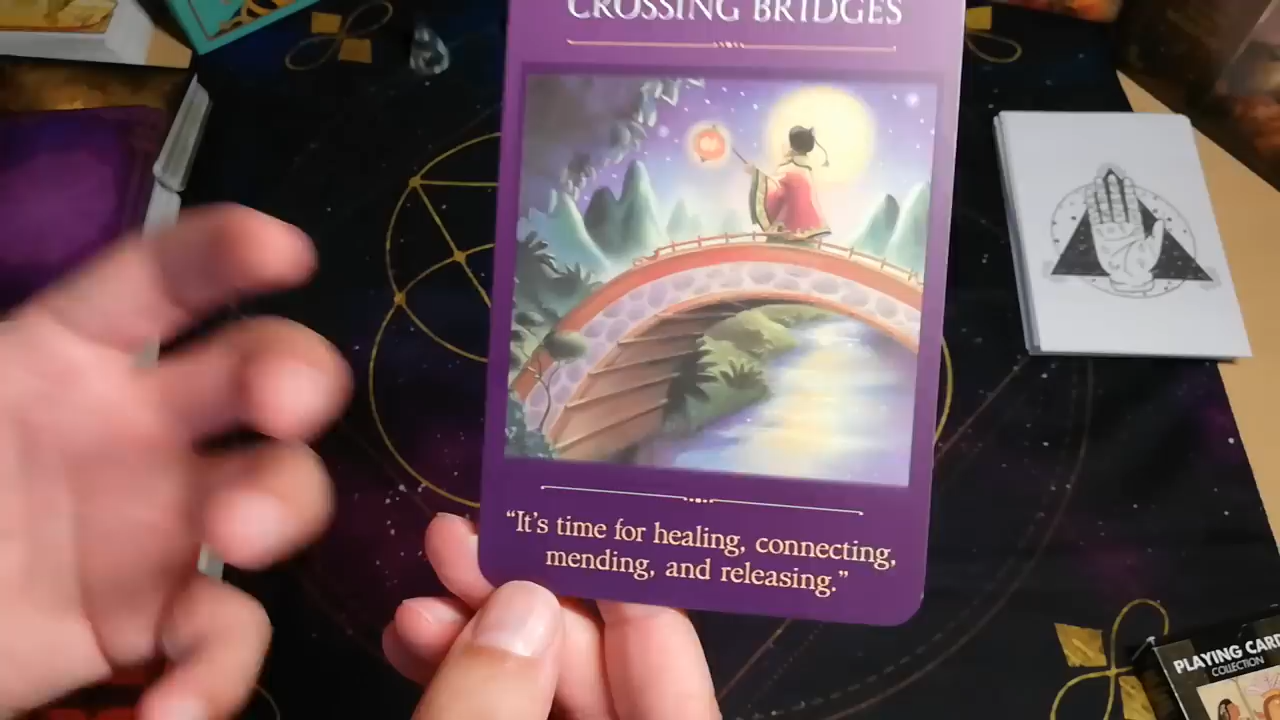 CROSSING BRIDGES
“It’s time for healing, connecting,
mending, and releasing.”
PLAYING CARD
COLLECTION